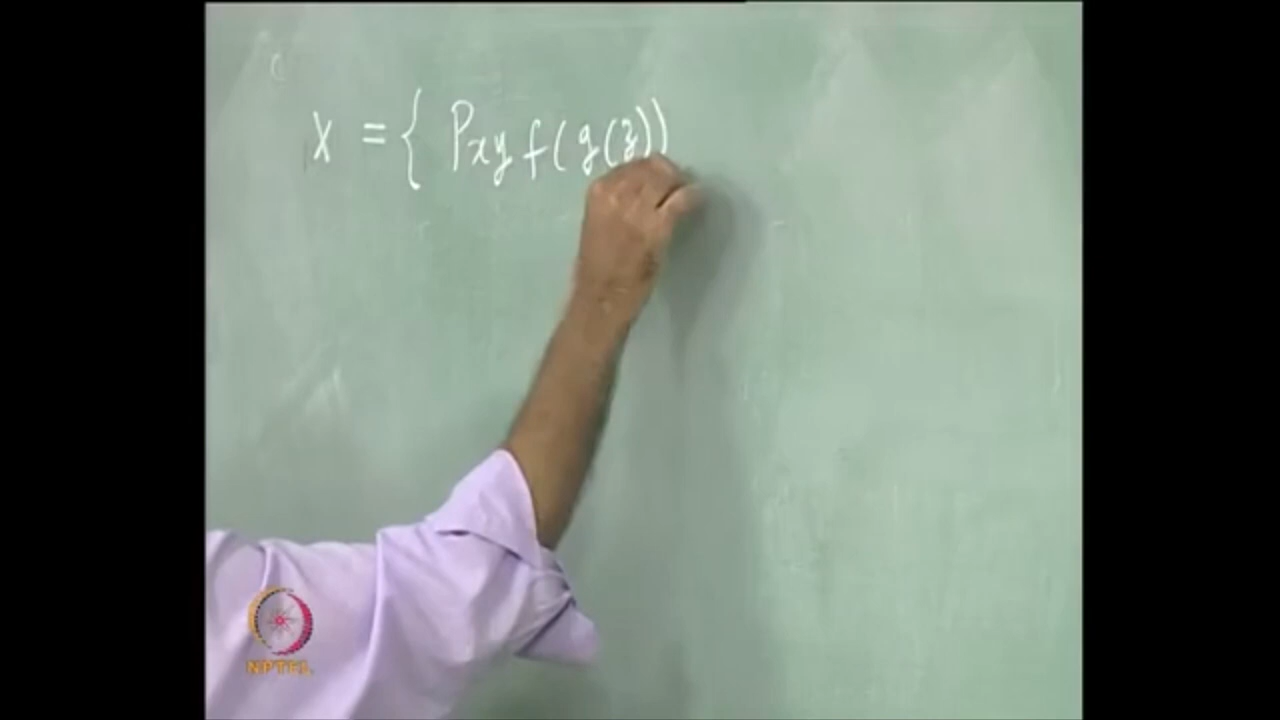 X = { Pxy f(g(z))
NPTEL